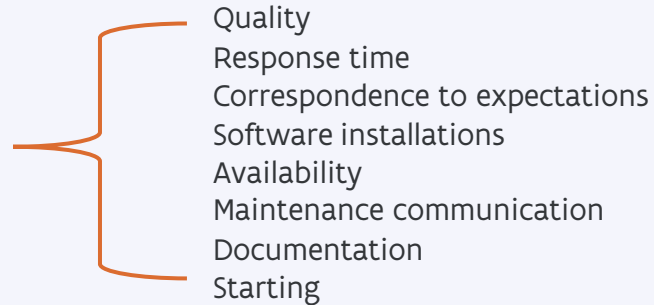 Quality
Response time
Correspondence to expectations
Software installations
Availability
Maintenance communication
Documentation
Starting